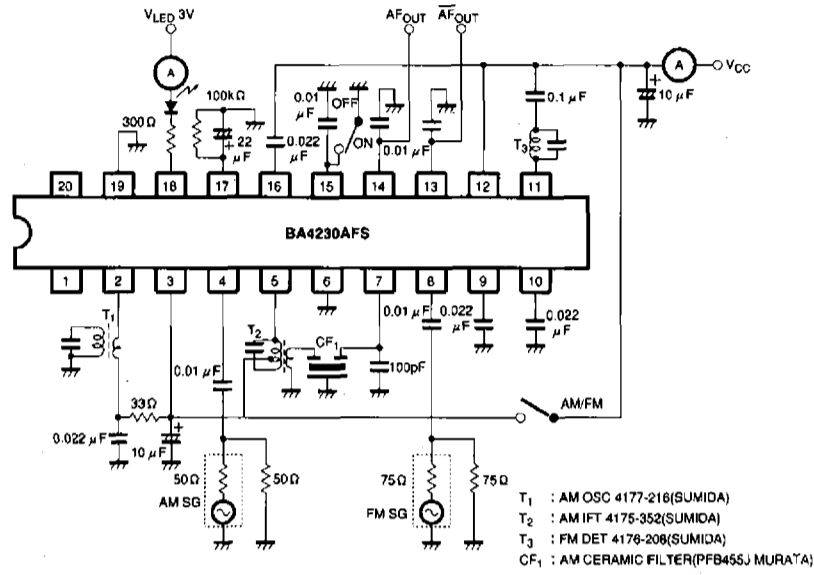 VLED 3V
AFOUT
AFOUT
A
A
VCC
100kΩ
0.01 μF
OFF
ON
0.1 μF
10 μF
300Ω
22 μF
0.022 μF
0.01 μF
T3
20 19 18 17 16 15 14 13 12 11
BA4230AFS
1 2 3 4 5 6 7 8 9 10
T1
T2
CF1
0.01 μF
0.022 μF
0.022 μF
0.01 μF
100pF
33Ω
AM/FM
0.022 μF
10 μF
50Ω
50Ω
75Ω
75Ω
AM SG
FM SG
T1 : AM OSC 4177-216(SUMIDA)
T2 : AM IFT 4175-352(SUMIDA)
T3 : FM DET 4176-206(SUMIDA)
CF1 : AM CERAMIC FILTER(PFB455J MURATA)